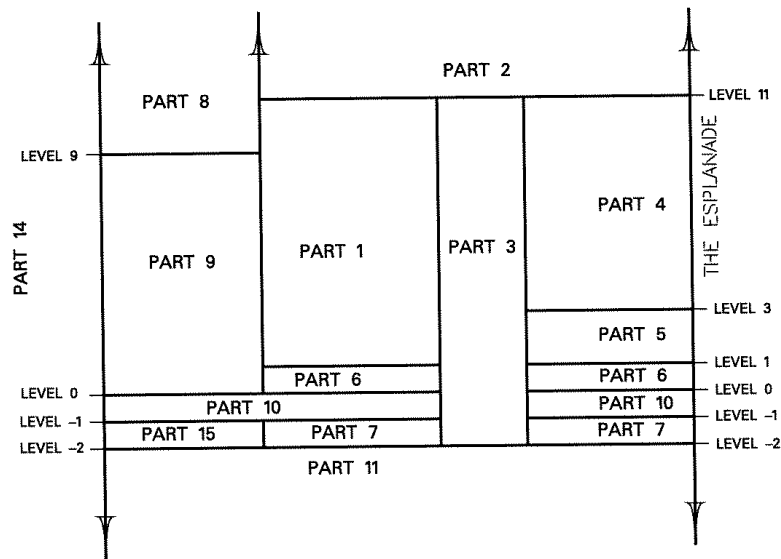 PART 2
PART 8
LEVEL 11
LEVEL 9
THE ESPLANADE
PART 4
PART 14
PART 9
PART 1
PART 3
LEVEL 3
PART 5
LEVEL 1
PART 6
PART 6
LEVEL 0
LEVEL 0
PART 10
PART 10
LEVEL -1
LEVEL -1
PART 15
PART 7
PART 7
LEVEL -2
LEVEL -2
PART 11